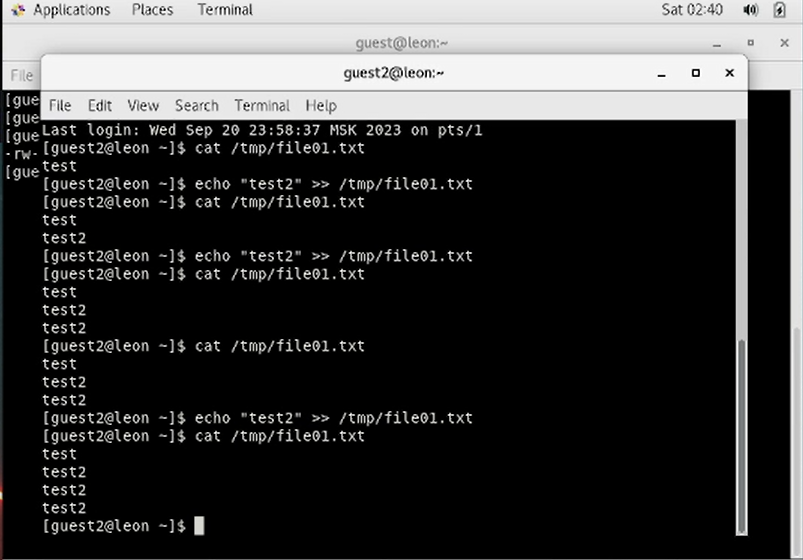 Applications Places Terminal Sat 02:40
guest@leon:~
File
guest2@leon:~
File Edit View Search Terminal Help
[gue
[gue
[gue
-rw-
[gue
Last login: Wed Sep 20 23:58:37 MSK 2023 on pts/1
[guest2@leon ~]$ cat /tmp/file01.txt
test
[guest2@leon ~]$ echo "test2" >> /tmp/file01.txt
[guest2@leon ~]$ cat /tmp/file01.txt
test
test2
[guest2@leon ~]$ echo "test2" >> /tmp/file01.txt
[guest2@leon ~]$ cat /tmp/file01.txt
test
test2
test2
[guest2@leon ~]$ cat /tmp/file01.txt
test
test2
test2
[guest2@leon ~]$ echo "test2" >> /tmp/file01.txt
[guest2@leon ~]$ cat /tmp/file01.txt
test
test2
test2
test2
[guest2@leon ~]$